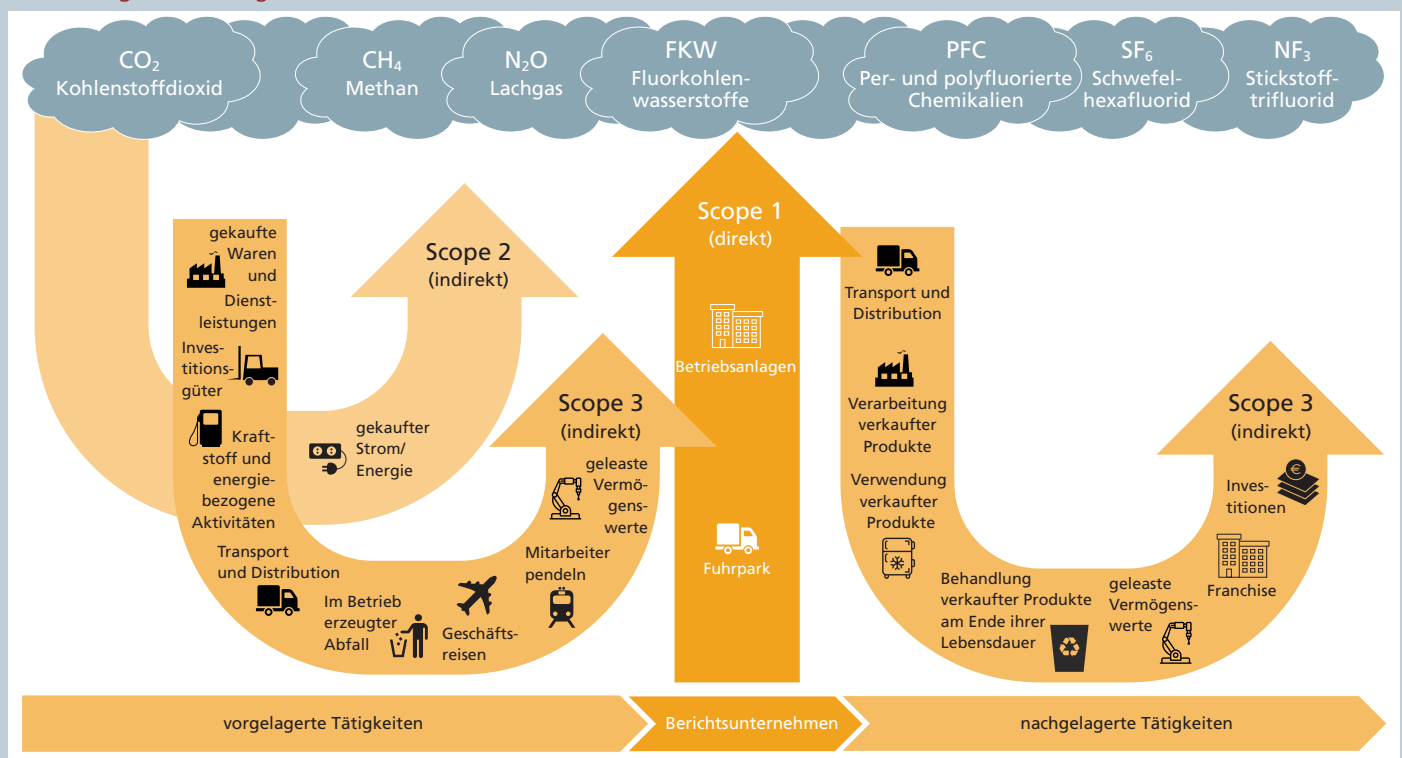 CO₂
Kohlenstoffdioxid
CH₄
Methan
N₂O
Lachgas
FKW
Fluorkohlen-
wasserstoffe
PFC
Per- und polyfluorierte
Chemikalien
SF₆
Schwefel-
hexafluorid
NF₃
Stickstoff-
trifluorid
gekaufte
Waren
und
Dienst-
leistungen
Inves-
titions-
güter
Kraft-
stoff und
energie-
bezogene
Aktivitäten
Transport
und Distribution
Im Betrieb
erzeugter
Abfall
Geschäfts-
reisen
Mitarbeiter
pendeln
geleaste
Vermö-
gens-
werte
Scope 3
(indirekt)
Scope 2
(indirekt)
gekaufter
Strom/
Energie
Scope 1
(direkt)
Betriebsanlagen
Fuhrpark
Transport und
Distribution
Verarbeitung
verkaufter
Produkte
Verwendung
verkaufter
Produkte
Behandlung
verkaufter Produkte
am Ende ihrer
Lebensdauer
geleaste
Vermögens-
werte
Franchise
Inves-
titionen
€
Scope 3
(indirekt)
vorgelagerte Tätigkeiten
Berichtsunternehmen
nachgelagerte Tätigkeiten